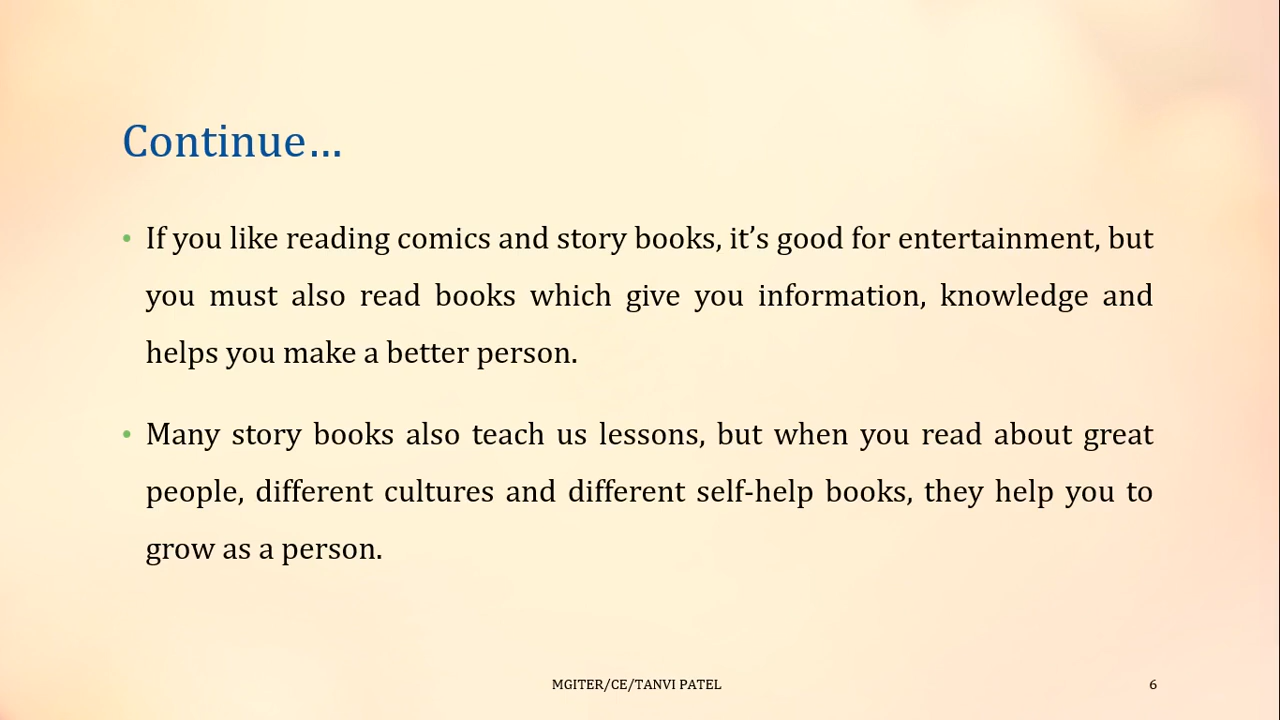 Continue…
• If you like reading comics and story books, it’s good for entertainment, but
you must also read books which give you information, knowledge and
helps you make a better person.
• Many story books also teach us lessons, but when you read about great
people, different cultures and different self-help books, they help you to
grow as a person.
MGITER/CE/TANVI PATEL
6